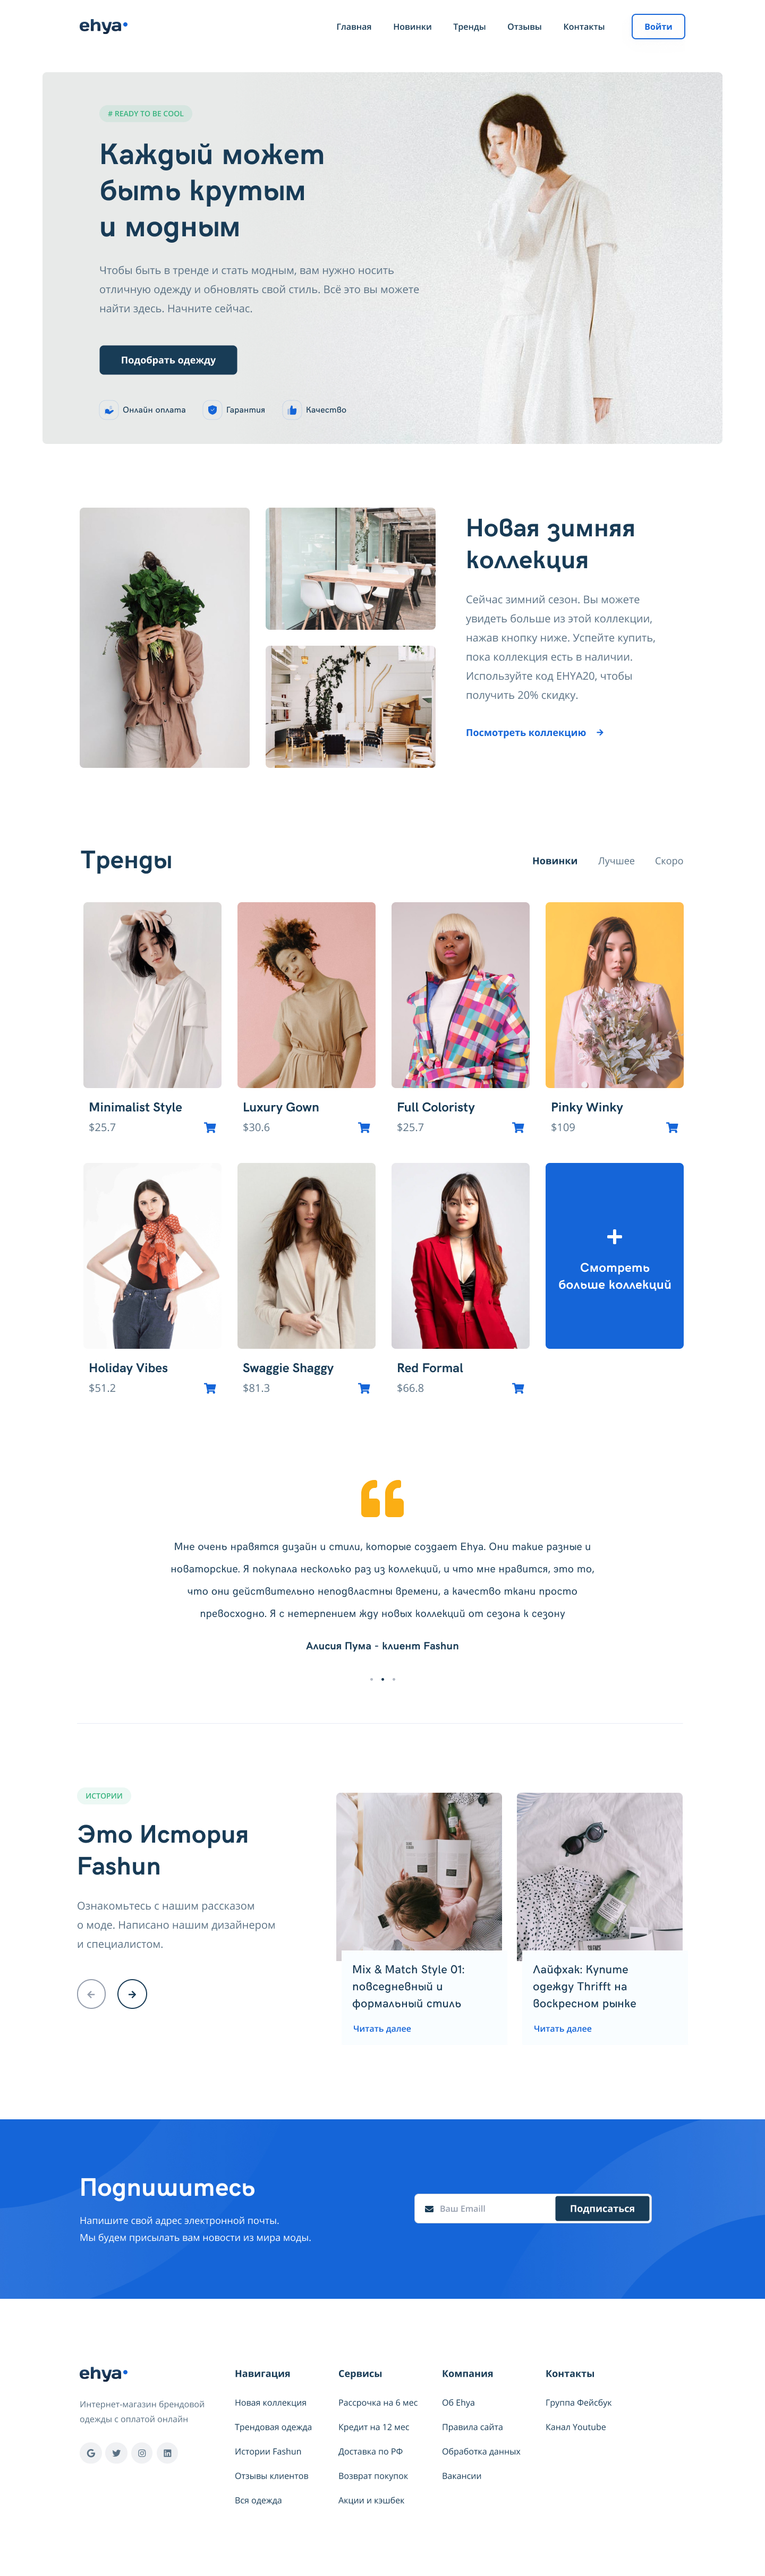 ehya
Главная Новинки Тренды Отзывы Контакты Войти
# READY TO BE COOL
Каждый может
быть крутым
и модным
Чтобы быть в тренде и стать модным, вам нужно носить
отличную одежду и обновлять свой стиль. Всё это вы можете
найти здесь. Начните сейчас.
Подобрать одежду
Онлайн оплата Гарантия Качество
Новая зимняя
коллекция
Сейчас зимний сезон. Вы можете
увидеть больше из этой коллекции,
нажав кнопку ниже. Успейте купить,
пока коллекция есть в наличии.
Используйте код EHYA20, чтобы
получить 20% скидку.
Посмотреть коллекцию
Тренды
Новинки Лучшее Скоро
Minimalist Style
$25.7
Luxury Gown
$30.6
Full Coloristy
$25.7
Pinky Winky
$109
Holiday Vibes
$51.2
Swaggie Shaggy
$81.3
Red Formal
$66.8
Смотреть
больше коллекций
Мне очень нравятся дизайн и стили, которые создает Ehya. Они такие разные и
новаторские. Я покупала несколько раз из коллекций, и что мне нравится, это то,
что они действительно неподвластны времени, а качество ткани просто
превосходно. Я с нетерпением жду новых коллекций от сезона к сезону
Алисия Пума - клиент Fashun
ИСТОРИИ
Это История
Fashun
Ознакомьтесь с нашим рассказом
о моде. Написано нашим дизайнером
и специалистом.
Mix & Match Style 01:
повседневный и
формальный стиль
Читать далее
Лайфхак: Купите
одежду Thrifft на
воскресном рынке
Читать далее
Подпишитесь
Напишите свой адрес электронной почты.
Мы будем присылать вам новости из мира моды.
Ваш Emaill
Подписаться
ehya
Интернет-магазин брендовой
одежды с оплатой онлайн
Навигация
Новая коллекция
Трендовая одежда
Истории Fashun
Отзывы клиентов
Вся одежда
Сервисы
Рассрочка на 6 мес
Кредит на 12 мес
Доставка по РФ
Возврат покупок
Акции и кэшбек
Компания
Об Ehya
Правила сайта
Обработка данных
Вакансии
Контакты
Группа Фейсбук
Канал Youtube